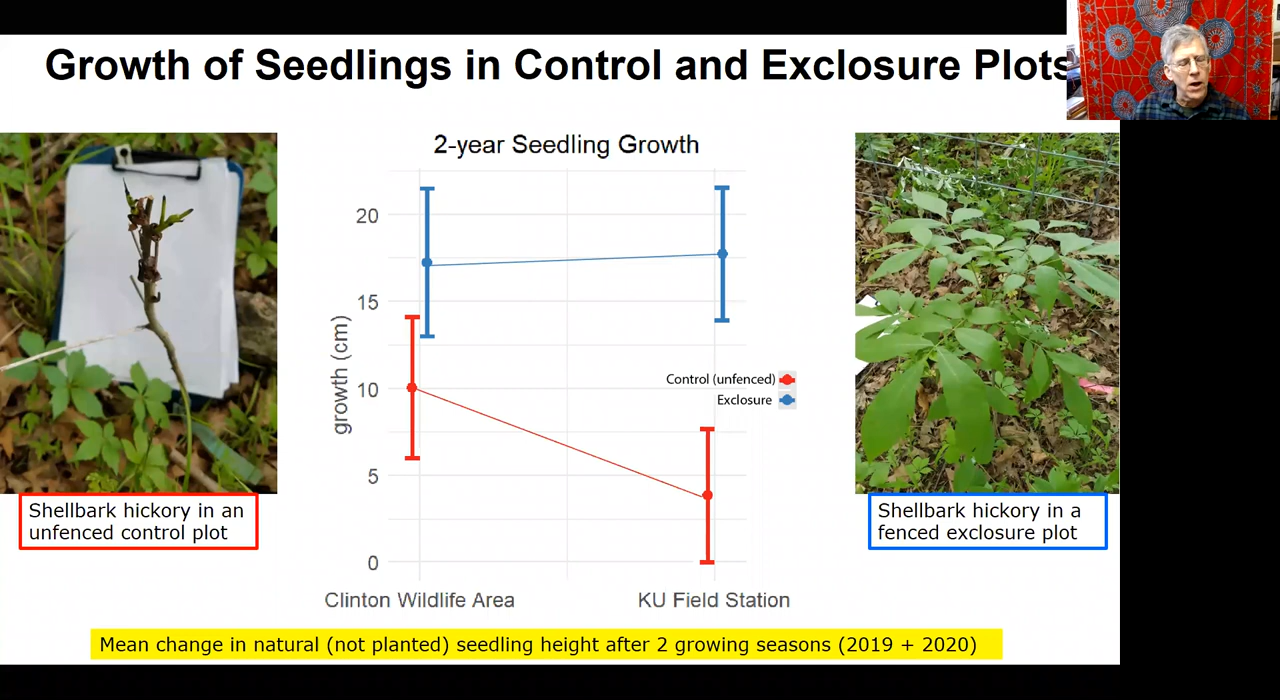 Growth of Seedlings in Control and Exclosure Plots
2-year Seedling Growth
growth (cm)
20
15
10
5
0
Control (unfenced)
Exclosure
Clinton Wildlife Area
KU Field Station
Shellbark hickory in an
unfenced control plot
Shellbark hickory in a
fenced exclosure plot
Mean change in natural (not planted) seedling height after 2 growing seasons (2019 + 2020)